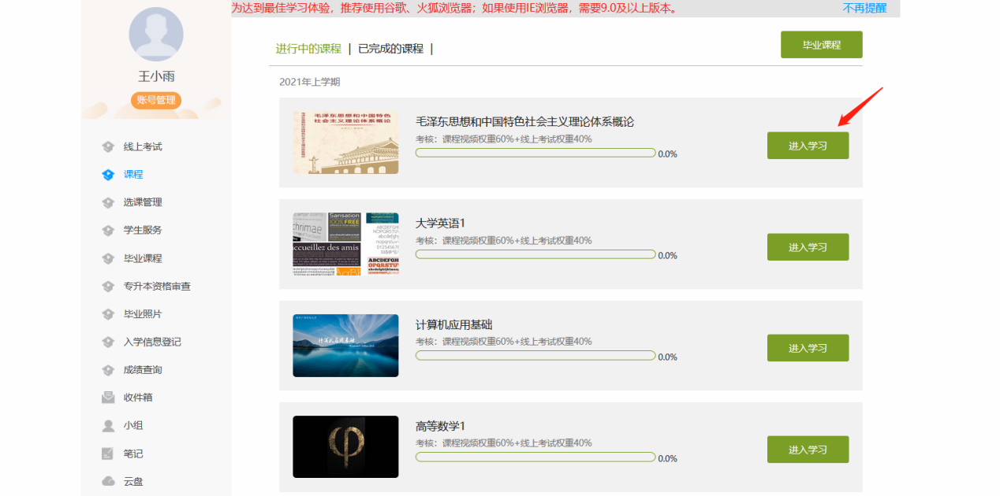 为达到最佳学习体验，推荐使用谷歌、火狐浏览器；如果使用IE浏览器，需要9.0及以上版本。 不再提醒
王小雨
账号管理
线上考试
课程
选课管理
学生服务
毕业课程
专升本资格审查
毕业照片
入学信息登记
成绩查询
收件箱
小组
笔记
云盘
进行中的课程 | 已完成的课程 |
毕业课程
2021年上学期
毛泽东思想和中国特色
社会主义理论体系概论
毛泽东思想和中国特色社会主义理论体系概论
考核：课程视频权重60%+线上考试权重40%
0.0%
进入学习
Sansation
100% FREE
chrimae
accueillez des amis
ABCDEFGH
OPQRSTU
大学英语1
考核：课程视频权重60%+线上考试权重40%
0.0%
进入学习
计算机应用基础
计算机应用基础
考核：课程视频权重60%+线上考试权重40%
0.0%
进入学习
φ
高等数学1
考核：课程视频权重60%+线上考试权重40%
0.0%
进入学习